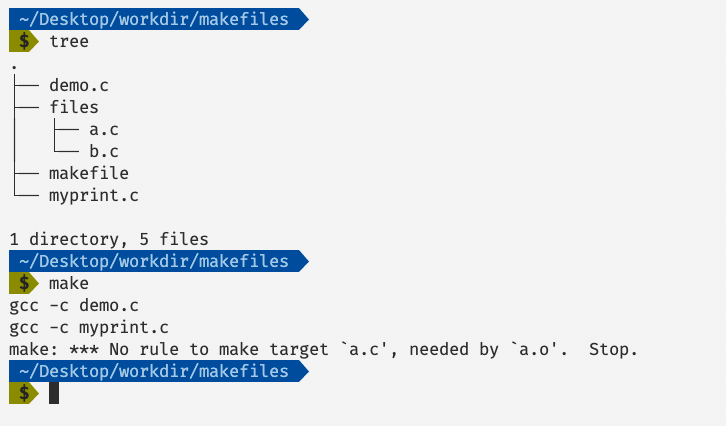 ~/Desktop/workdir/makefiles
$ tree
.
├── demo.c
├── files
│   ├── a.c
│   └── b.c
├── makefile
└── myprint.c
1 directory, 5 files
~/Desktop/workdir/makefiles
$ make
gcc -c demo.c
gcc -c myprint.c
make: *** No rule to make target `a.c', needed by `a.o'.  Stop.
~/Desktop/workdir/makefiles
$